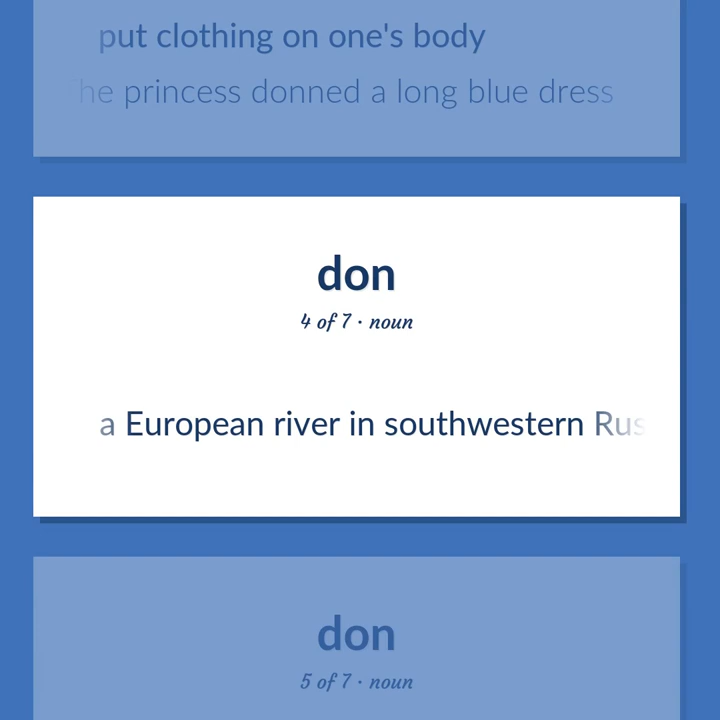 put clothing on one's body
the princess donned a long blue dress
don
4 of 7 · noun
a European river in southwestern Rus
don
5 of 7 · noun